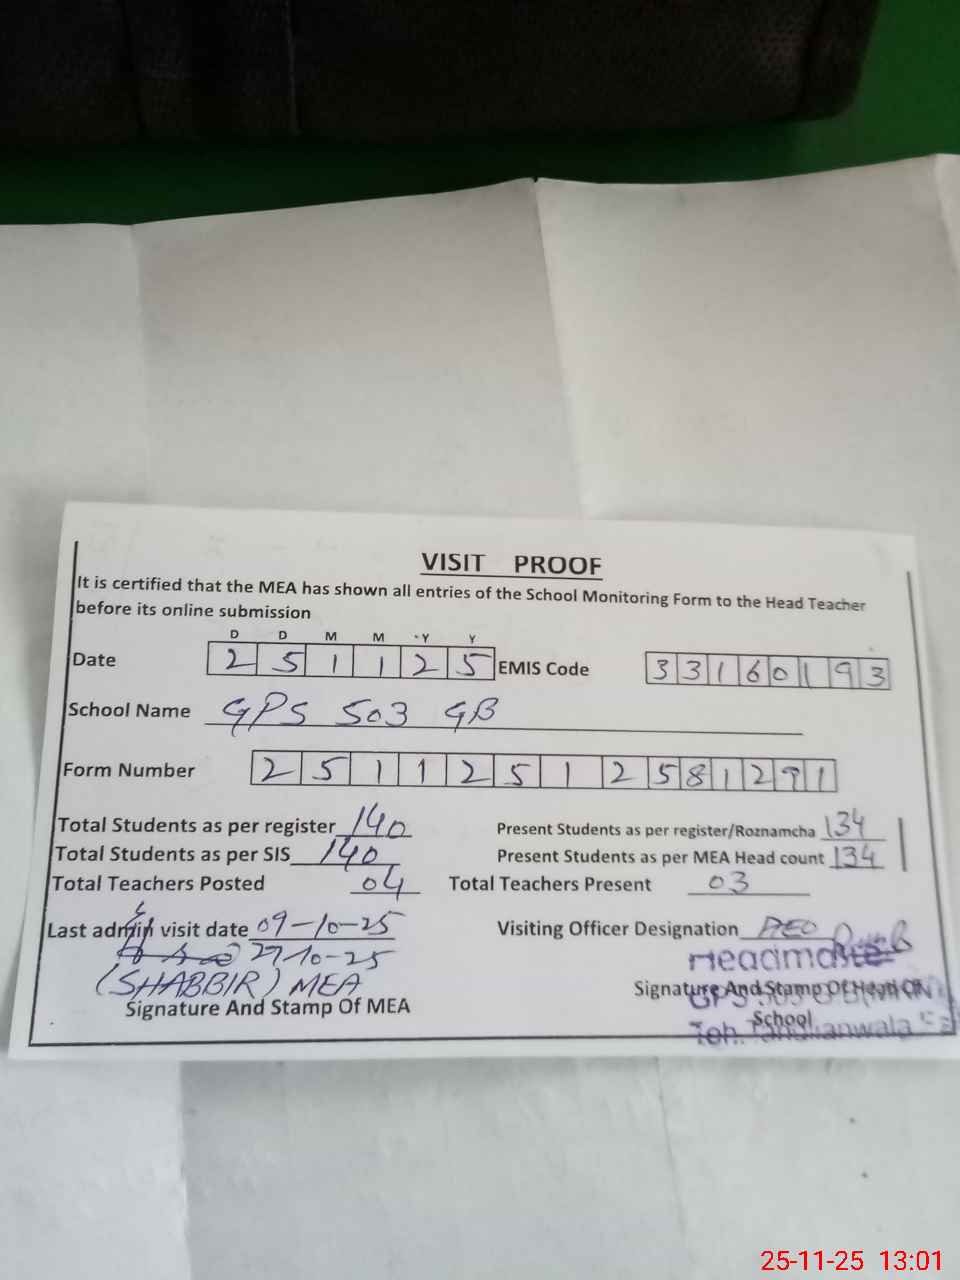 VISIT PROOF
It is certified that the MEA has shown all entries of the School Monitoring Form to the Head Teacher
before its online submission
D D M M Y Y
Date 2 5 1 1 2 5 EMIS Code 3 3 1 6 0 1 9 3
School Name GPS 503 GB
Form Number 2 5 1 1 2 5 1 2 5 8 1 2 9 1
Total Students as per register 140 Present Students as per register/Roznamcha 134
Total Students as per SIS 140 Present Students as per MEA Head count 134
Total Teachers Posted 04 Total Teachers Present 03
Last admin visit date 09-10-25 Visiting Officer Designation AEO
27-10-25 Headmaster
(SHABBIR) MEA Signature And Stamp Of Head Of
Signature And Stamp Of MEA School
Teh. Tandlianwala
25-11-25 13:01